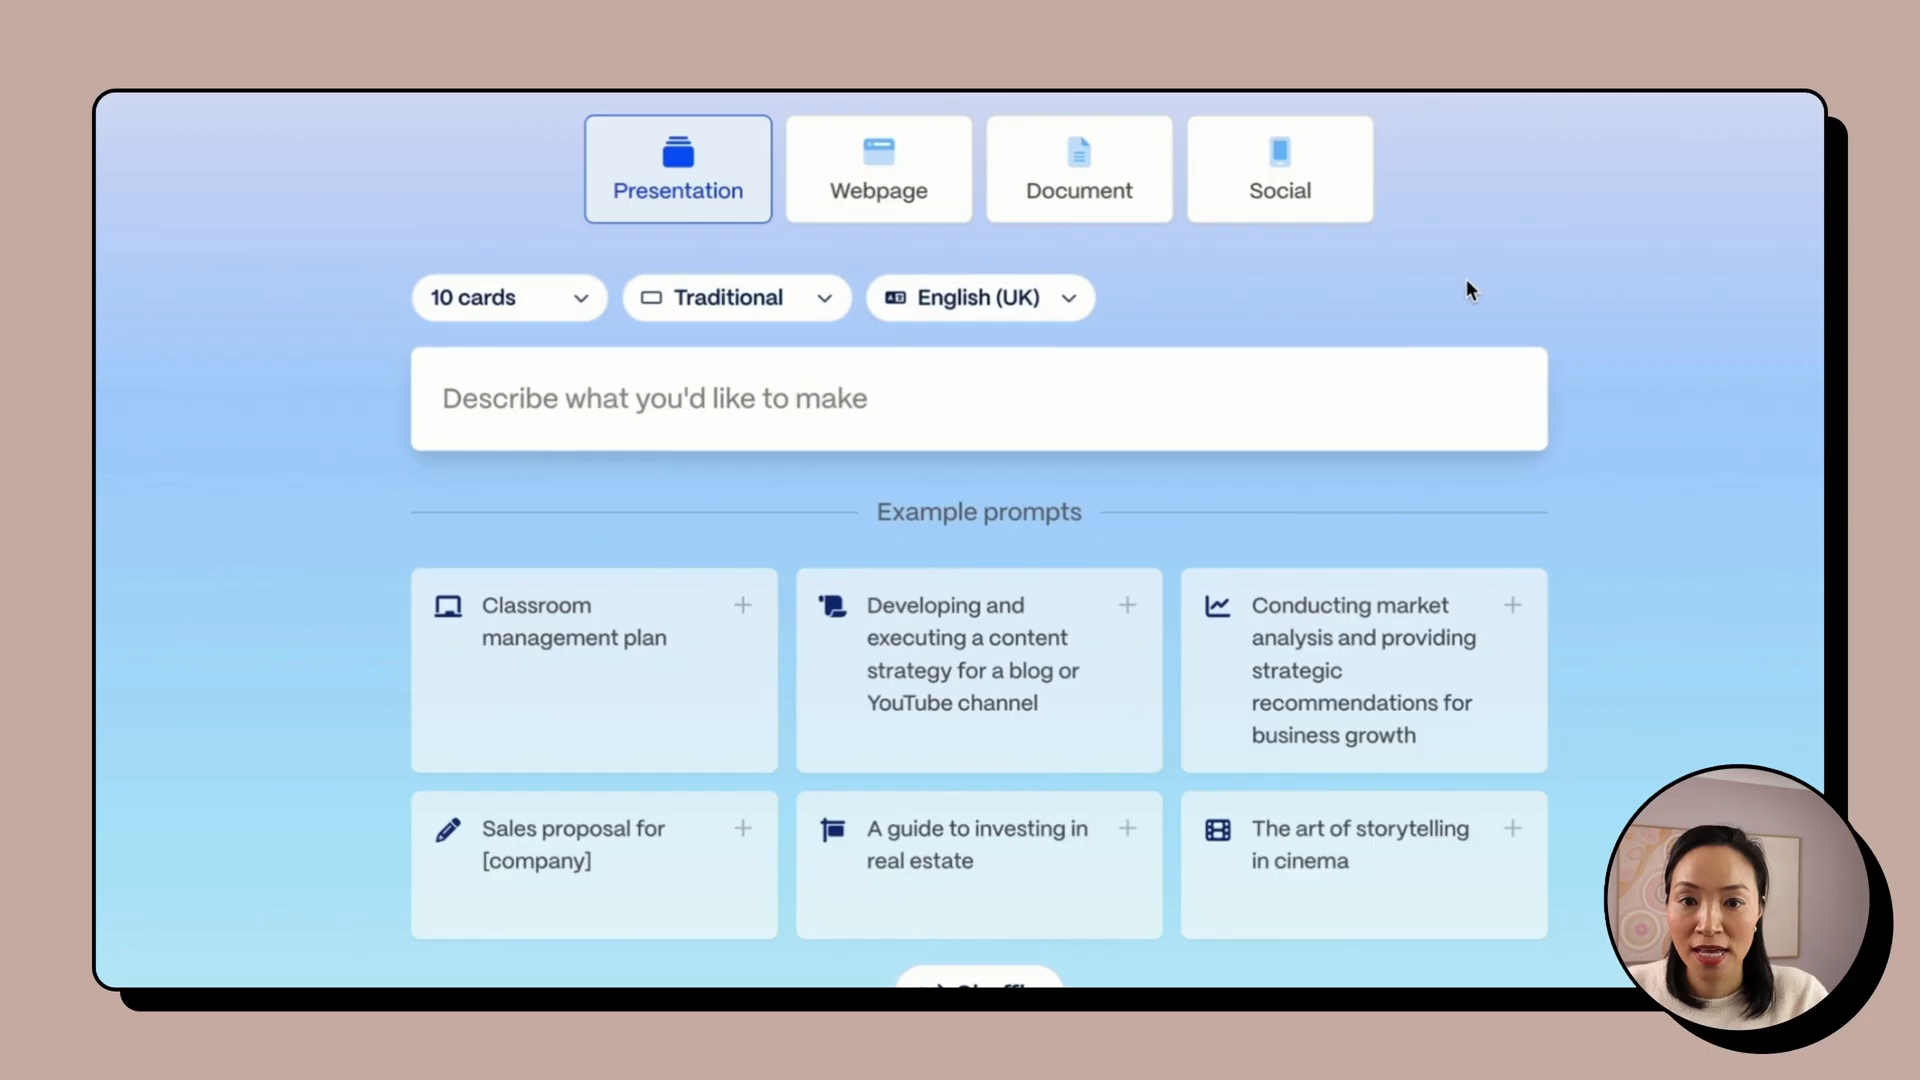 Presentation
Webpage
Document
Social
10 cards
Traditional
English (UK)
Describe what you'd like to make
Example prompts
Classroom
management plan
Developing and
executing a content
strategy for a blog or
YouTube channel
Conducting market
analysis and providing
strategic
recommendations for
business growth
Sales proposal for
[company]
A guide to investing in
real estate
The art of storytelling
in cinema